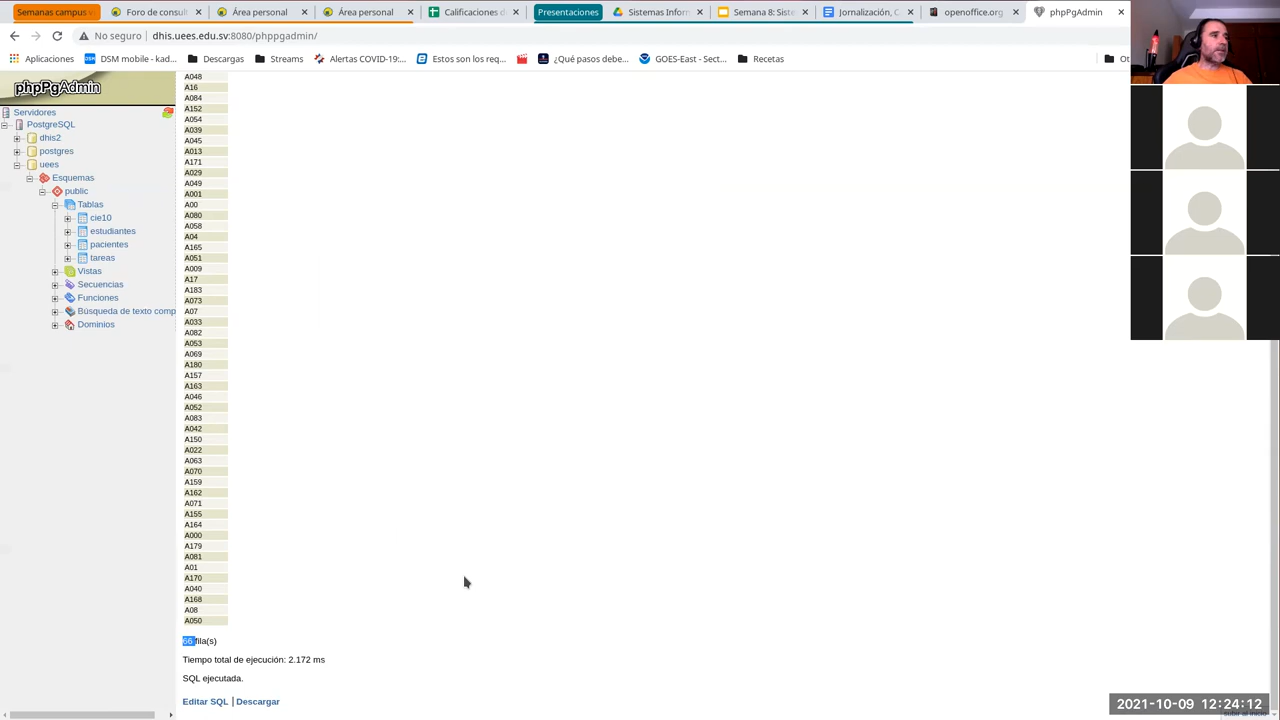 Semanas campus vi
Foro de consult
Área personal
Área personal
Calificaciones d
Presentaciones
Sistemas Inform
Semana 8: Siste
Jornalización, C
openoffice.org
phpPgAdmin
No seguro
dhis.uees.edu.sv:8080/phppgadmin/
Aplicaciones
DSM mobile - kad...
Descargas
Streams
Alertas COVID-19:...
Estos son los req...
¿Qué pasos debe...
GOES-East - Sect...
Recetas
Ot
phpPgAdmin
Servidores
PostgreSQL
dhis2
postgres
uees
Esquemas
public
Tablas
cie10
estudiantes
pacientes
tareas
Vistas
Secuencias
Funciones
Búsqueda de texto comp
Dominios
A048
A16
A084
A152
A054
A039
A045
A013
A171
A029
A049
A001
A00
A080
A058
A04
A165
A051
A009
A17
A183
A073
A07
A033
A082
A053
A069
A180
A157
A163
A046
A052
A083
A042
A150
A022
A063
A070
A159
A162
A071
A155
A164
A000
A179
A081
A01
A170
A040
A168
A08
A050
66 fila(s)
Tiempo total de ejecución: 2.172 ms
SQL ejecutada.
Editar SQL | Descargar
2021-10-09 12:24:12
subir al inicio